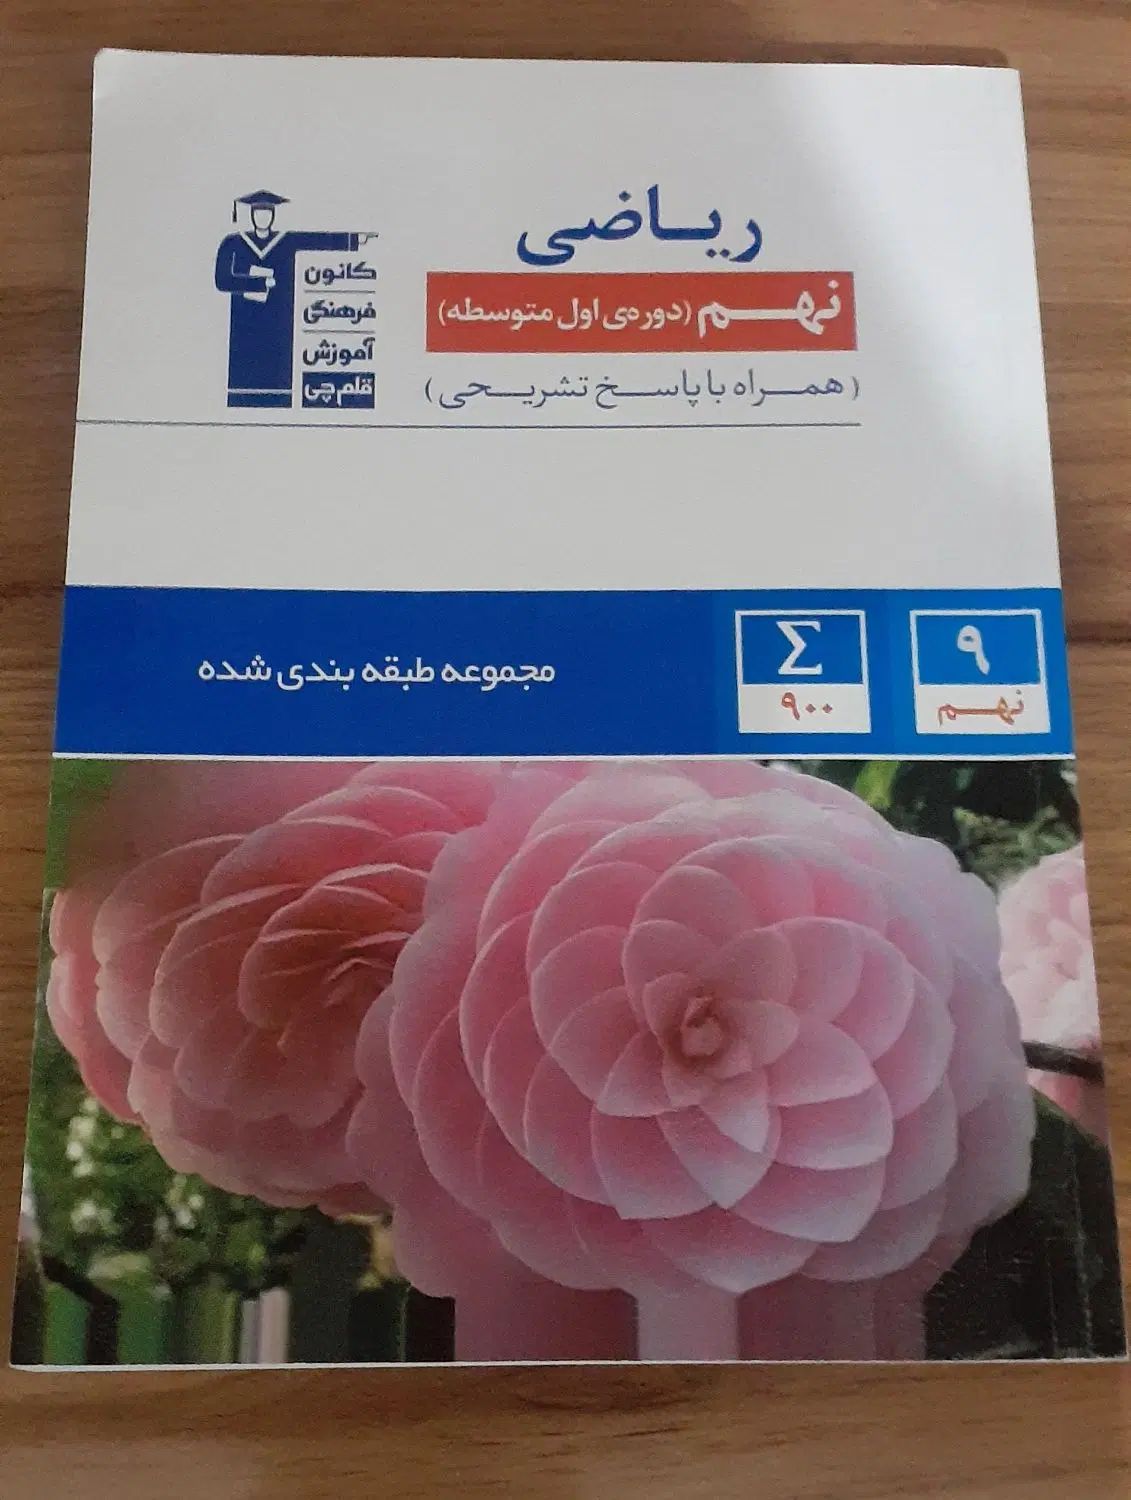 ریاضی
نهم (دوره‌ی اول متوسطه)
(همراه با پاسخ تشریحی)
کانون
فرهنگی
آموزش
قلم‌چی
۹
نهم
Σ
۹۰۰
مجموعه طبقه بندی شده